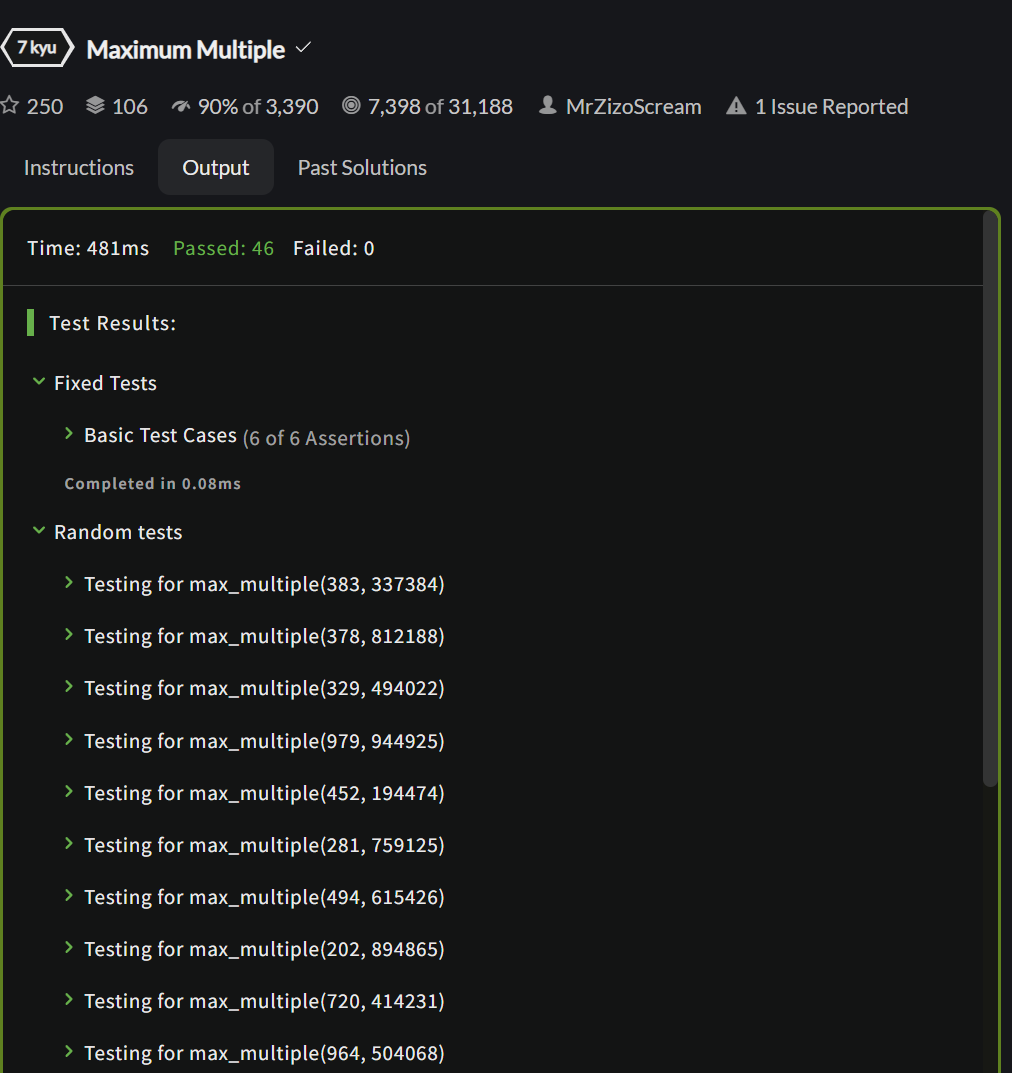 7 kyu Maximum Multiple
250 106 90% of 3,390 7,398 of 31,188 MrZizoScream 1 Issue Reported
Instructions Output Past Solutions
Time: 481ms Passed: 46 Failed: 0
Test Results:
Fixed Tests
Basic Test Cases (6 of 6 Assertions)
Completed in 0.08ms
Random tests
Testing for max_multiple(383, 337384)
Testing for max_multiple(378, 812188)
Testing for max_multiple(329, 494022)
Testing for max_multiple(979, 944925)
Testing for max_multiple(452, 194474)
Testing for max_multiple(281, 759125)
Testing for max_multiple(494, 615426)
Testing for max_multiple(202, 894865)
Testing for max_multiple(720, 414231)
Testing for max_multiple(964, 504068)